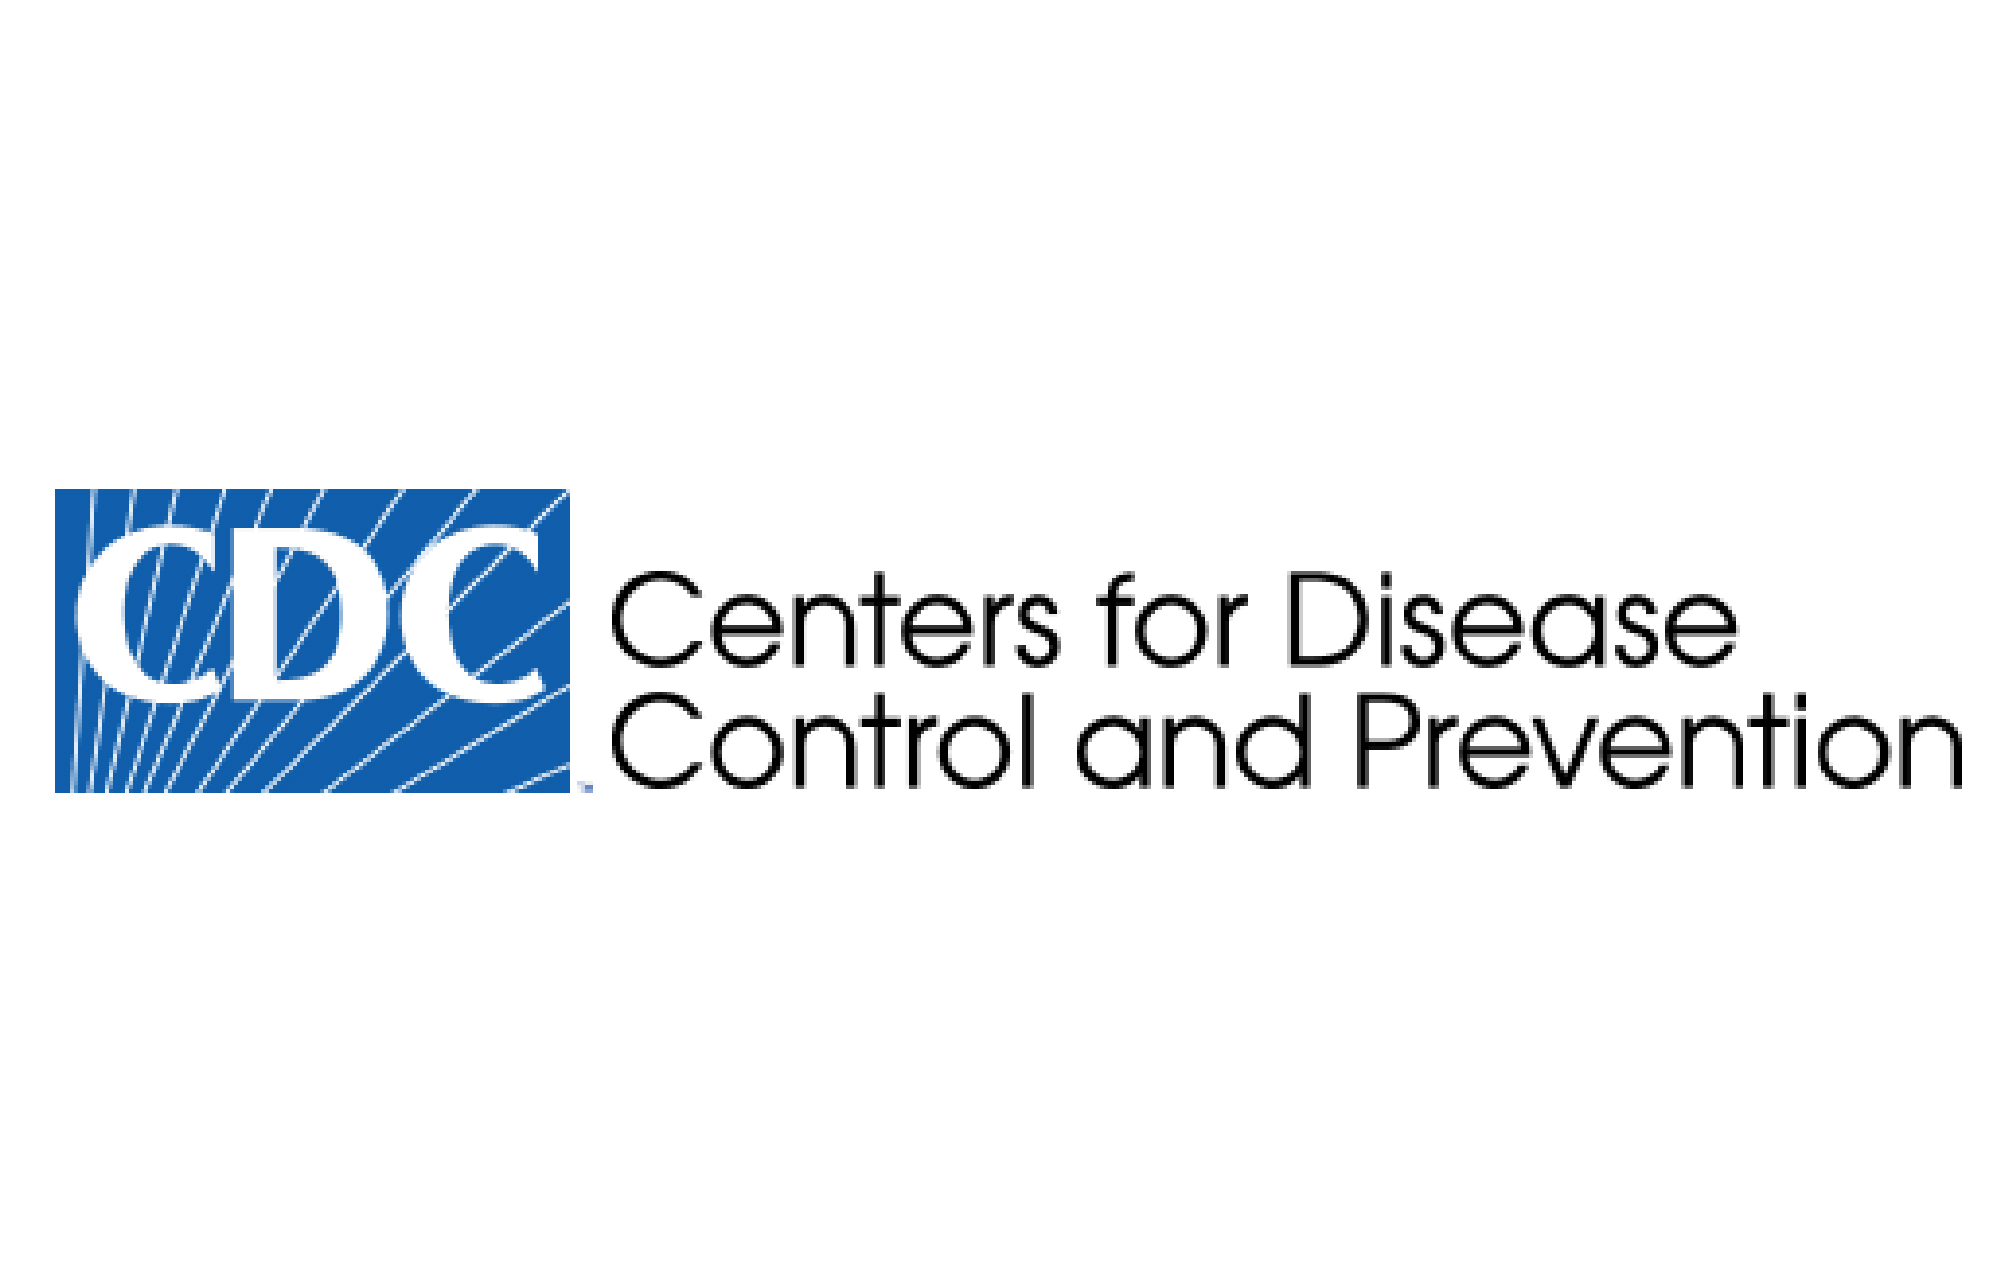 CDC
Centers for Disease
Control and Prevention